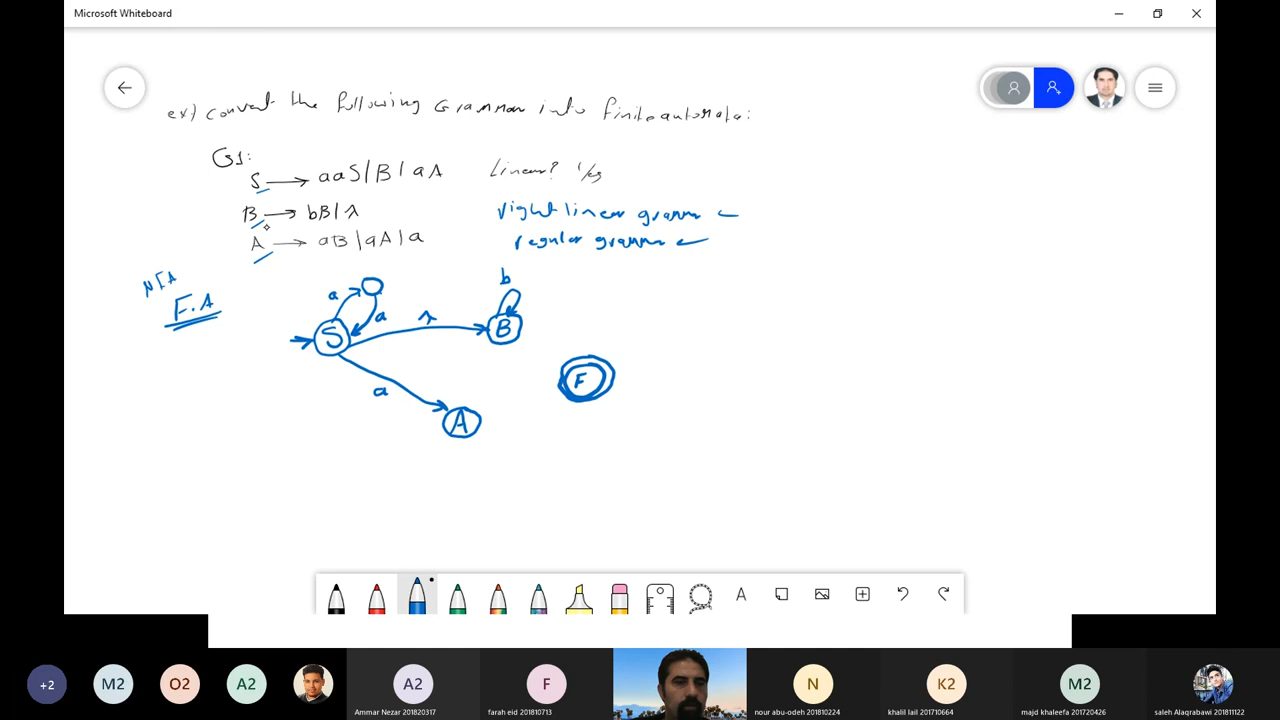 Microsoft Whiteboard
ex) convert the following Grammar into finite automata:
G1:
S → aaS | B | aA Linear? Yes
B → bB | λ right linear gramma ←
A → aB | aA | a regular gramma ←
NFA
F.A
b
a
a
S
λ
B
F
a
A
A
+2
M2
O2
A2
A2
F
N
K2
M2
Ammar Nezar 201820317
farah eid 201810713
nour abu-odeh 201810224
khalil lail 201710664
majd khaleefa 201720426
saleh Alaqrabawi 201811122